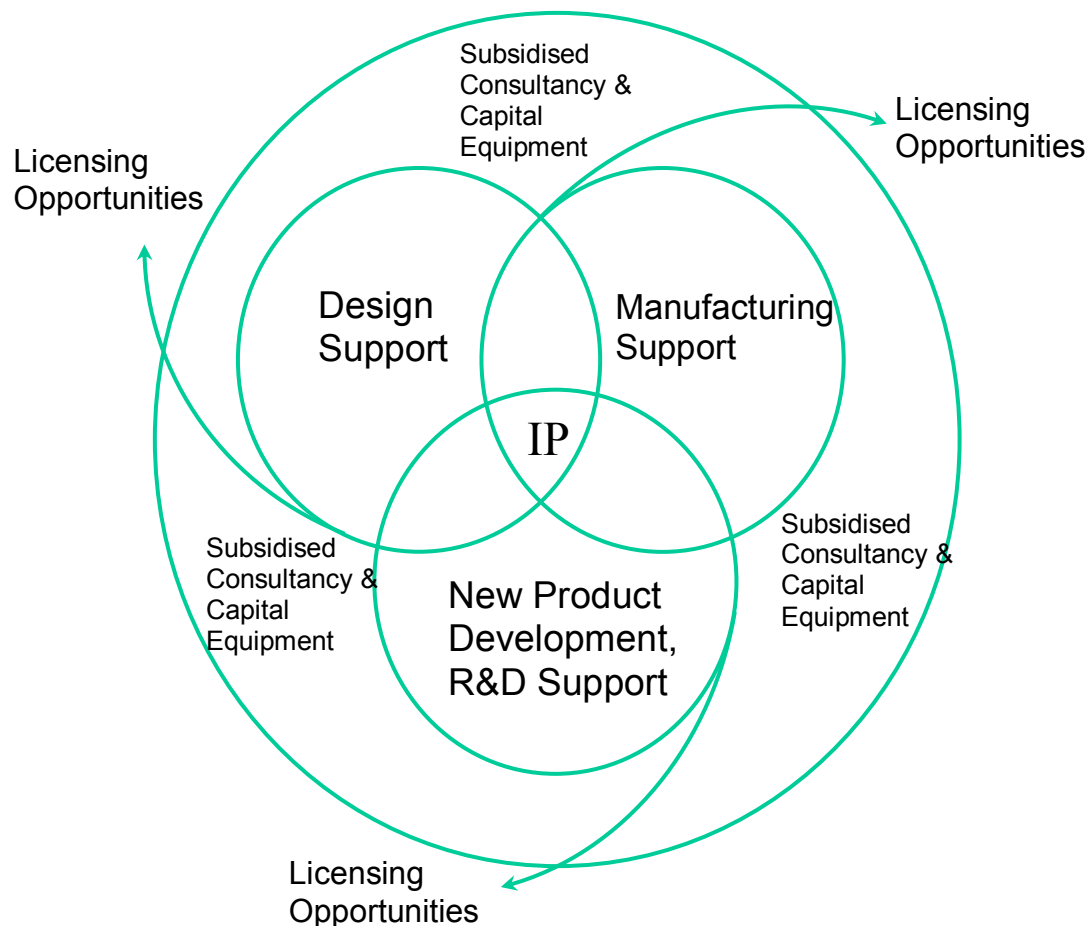 Subsidised
Consultancy &
Capital
Equipment
Licensing
Opportunities
Licensing
Opportunities
Design
Support
Manufacturing
Support
IP
Subsidised
Consultancy &
Capital
Equipment
Subsidised
Consultancy &
Capital
Equipment
New Product
Development,
R&D Support
Licensing
Opportunities